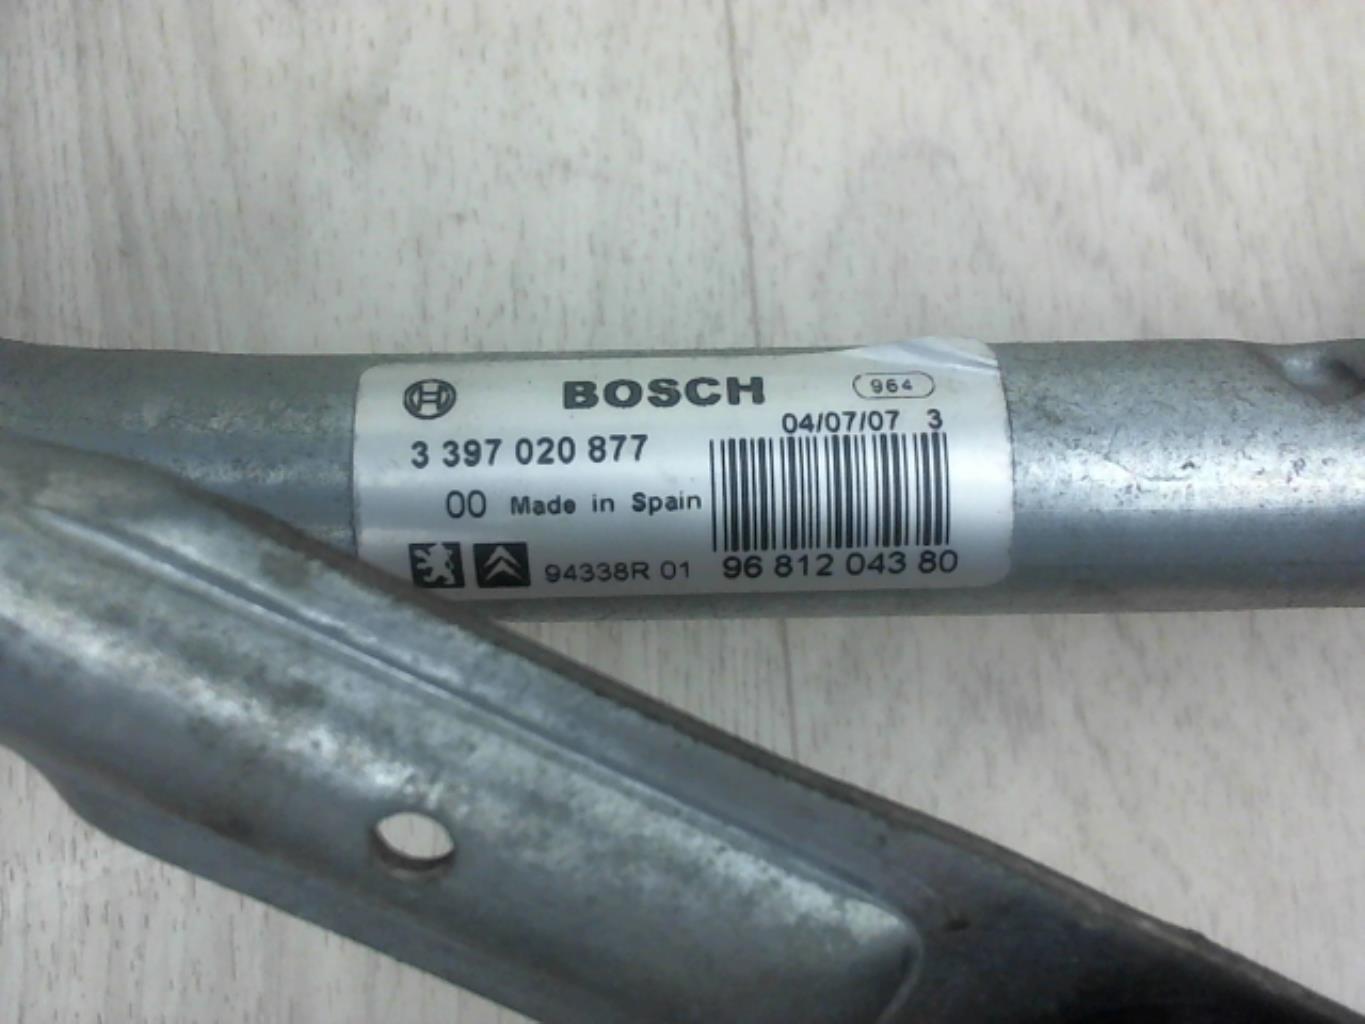 BOSCH 964
04/07/07 3
3 397 020 877
00 Made in Spain
94338R 01 96 812 043 80